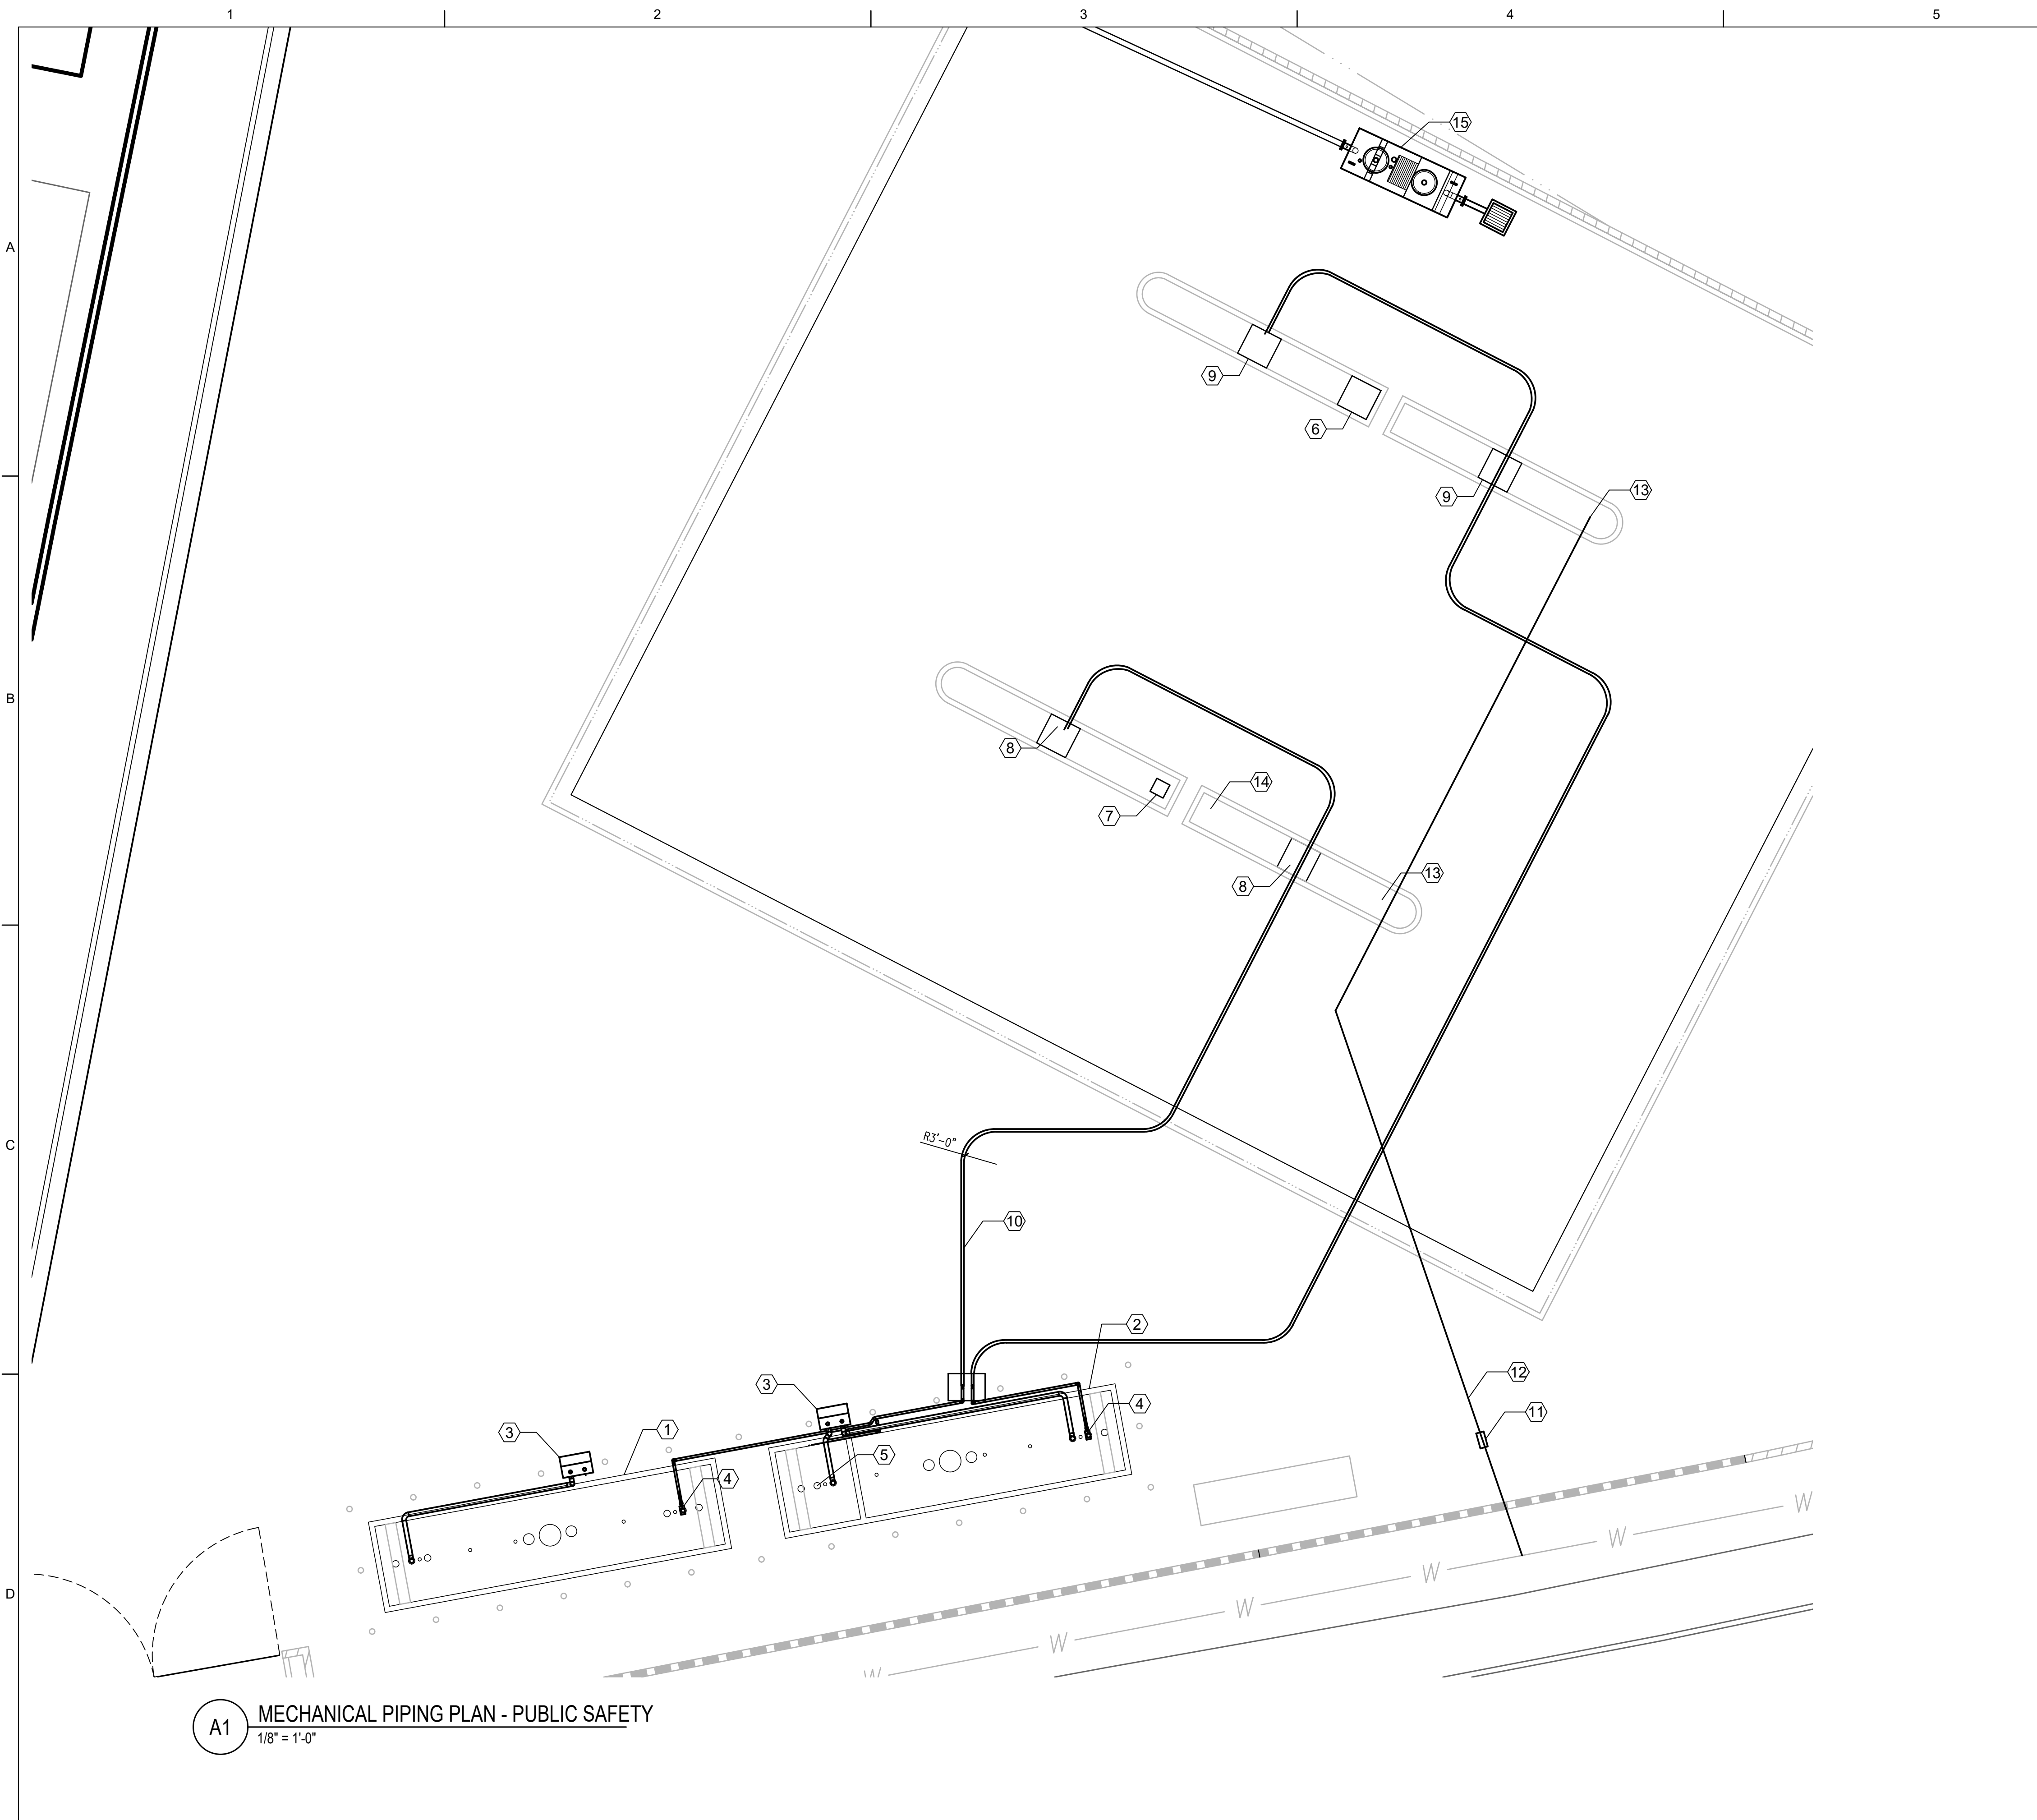 1 2 3 4 5
15
A
9
6
9
13
B
8
14
7
8
13
C
R3'-0"
10
2
12
3
4
11
3
1
5
4
D
W
W
W
W
W
W
A1
MECHANICAL PIPING PLAN - PUBLIC SAFETY
1/8" = 1'-0"